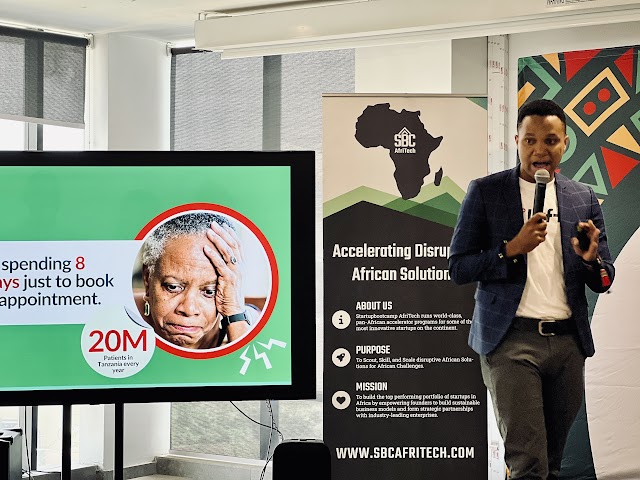 spending 8
ays just to book
appointment.
20M
Patients in
Tanzania every
year
SBC
AfriTech
Accelerating Disrup
African Solution
ABOUT US
Startupbootcamp AfriTech runs world-class,
pan-African accelerator programs for some of the
most innovative startups on the continent.
PURPOSE
To Scout, Skill, and Scale disruptive African Solu-
tions for African Challenges.
MISSION
To build the top performing portfolio of startups in
Africa by empowering founders to build sustainable
business models and form strategic partnerships
with industry-leading enterprises.
WWW.SBCAFRITECH.COM